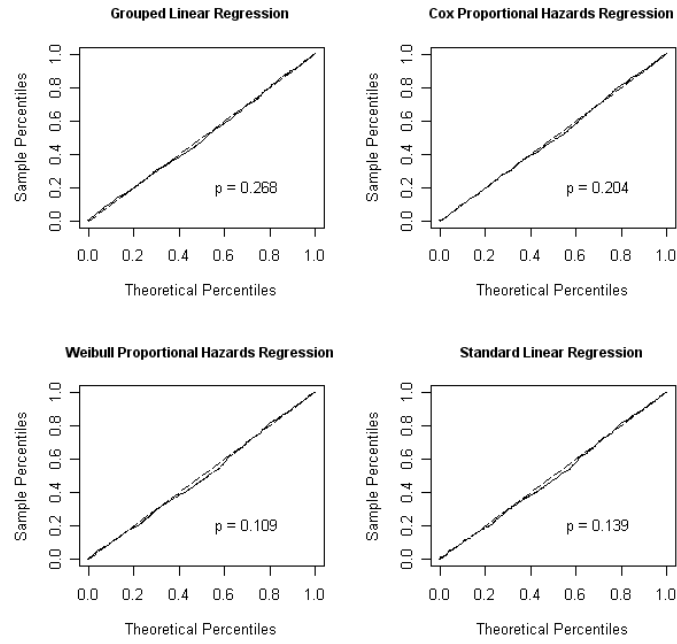 Grouped Linear Regression
Sample Percentiles
0.0 0.2 0.4 0.6 0.8 1.0
p = 0.268
0.0 0.2 0.4 0.6 0.8 1.0
Theoretical Percentiles
Cox Proportional Hazards Regression
Sample Percentiles
0.0 0.2 0.4 0.6 0.8 1.0
p = 0.204
0.0 0.2 0.4 0.6 0.8 1.0
Theoretical Percentiles
Weibull Proportional Hazards Regression
Sample Percentiles
0.0 0.2 0.4 0.6 0.8 1.0
p = 0.109
0.0 0.2 0.4 0.6 0.8 1.0
Theoretical Percentiles
Standard Linear Regression
Sample Percentiles
0.0 0.2 0.4 0.6 0.8 1.0
p = 0.139
0.0 0.2 0.4 0.6 0.8 1.0
Theoretical Percentiles